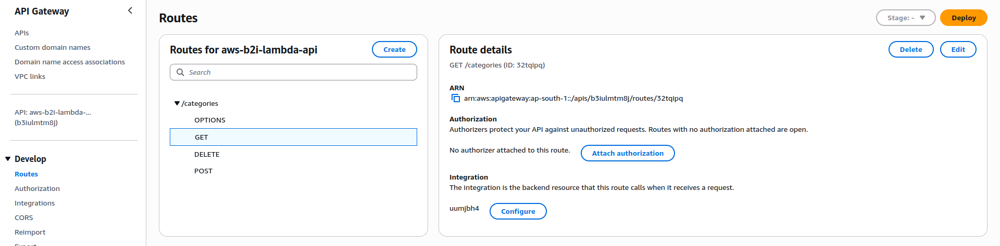 API Gateway
APIs
Custom domain names
Domain name access associations
VPC links
API: aws-b2i-lambda-...
(b3iulmtm8j)
Develop
Routes
Authorization
Integrations
CORS
Reimport
Export
Routes
Stage: -
Deploy
Routes for aws-b2i-lambda-api
Create
Search
/categories
OPTIONS
GET
DELETE
POST
Route details
Delete
Edit
GET /categories (ID: 32tqipq)
ARN
arn:aws:apigateway:ap-south-1::/apis/b3iulmtm8j/routes/32tqipq
Authorization
Authorizers protect your API against unauthorized requests. Routes with no authorization attached are open.
No authorizer attached to this route.
Attach authorization
Integration
The integration is the backend resource that this route calls when it receives a request.
uumjbh4
Configure